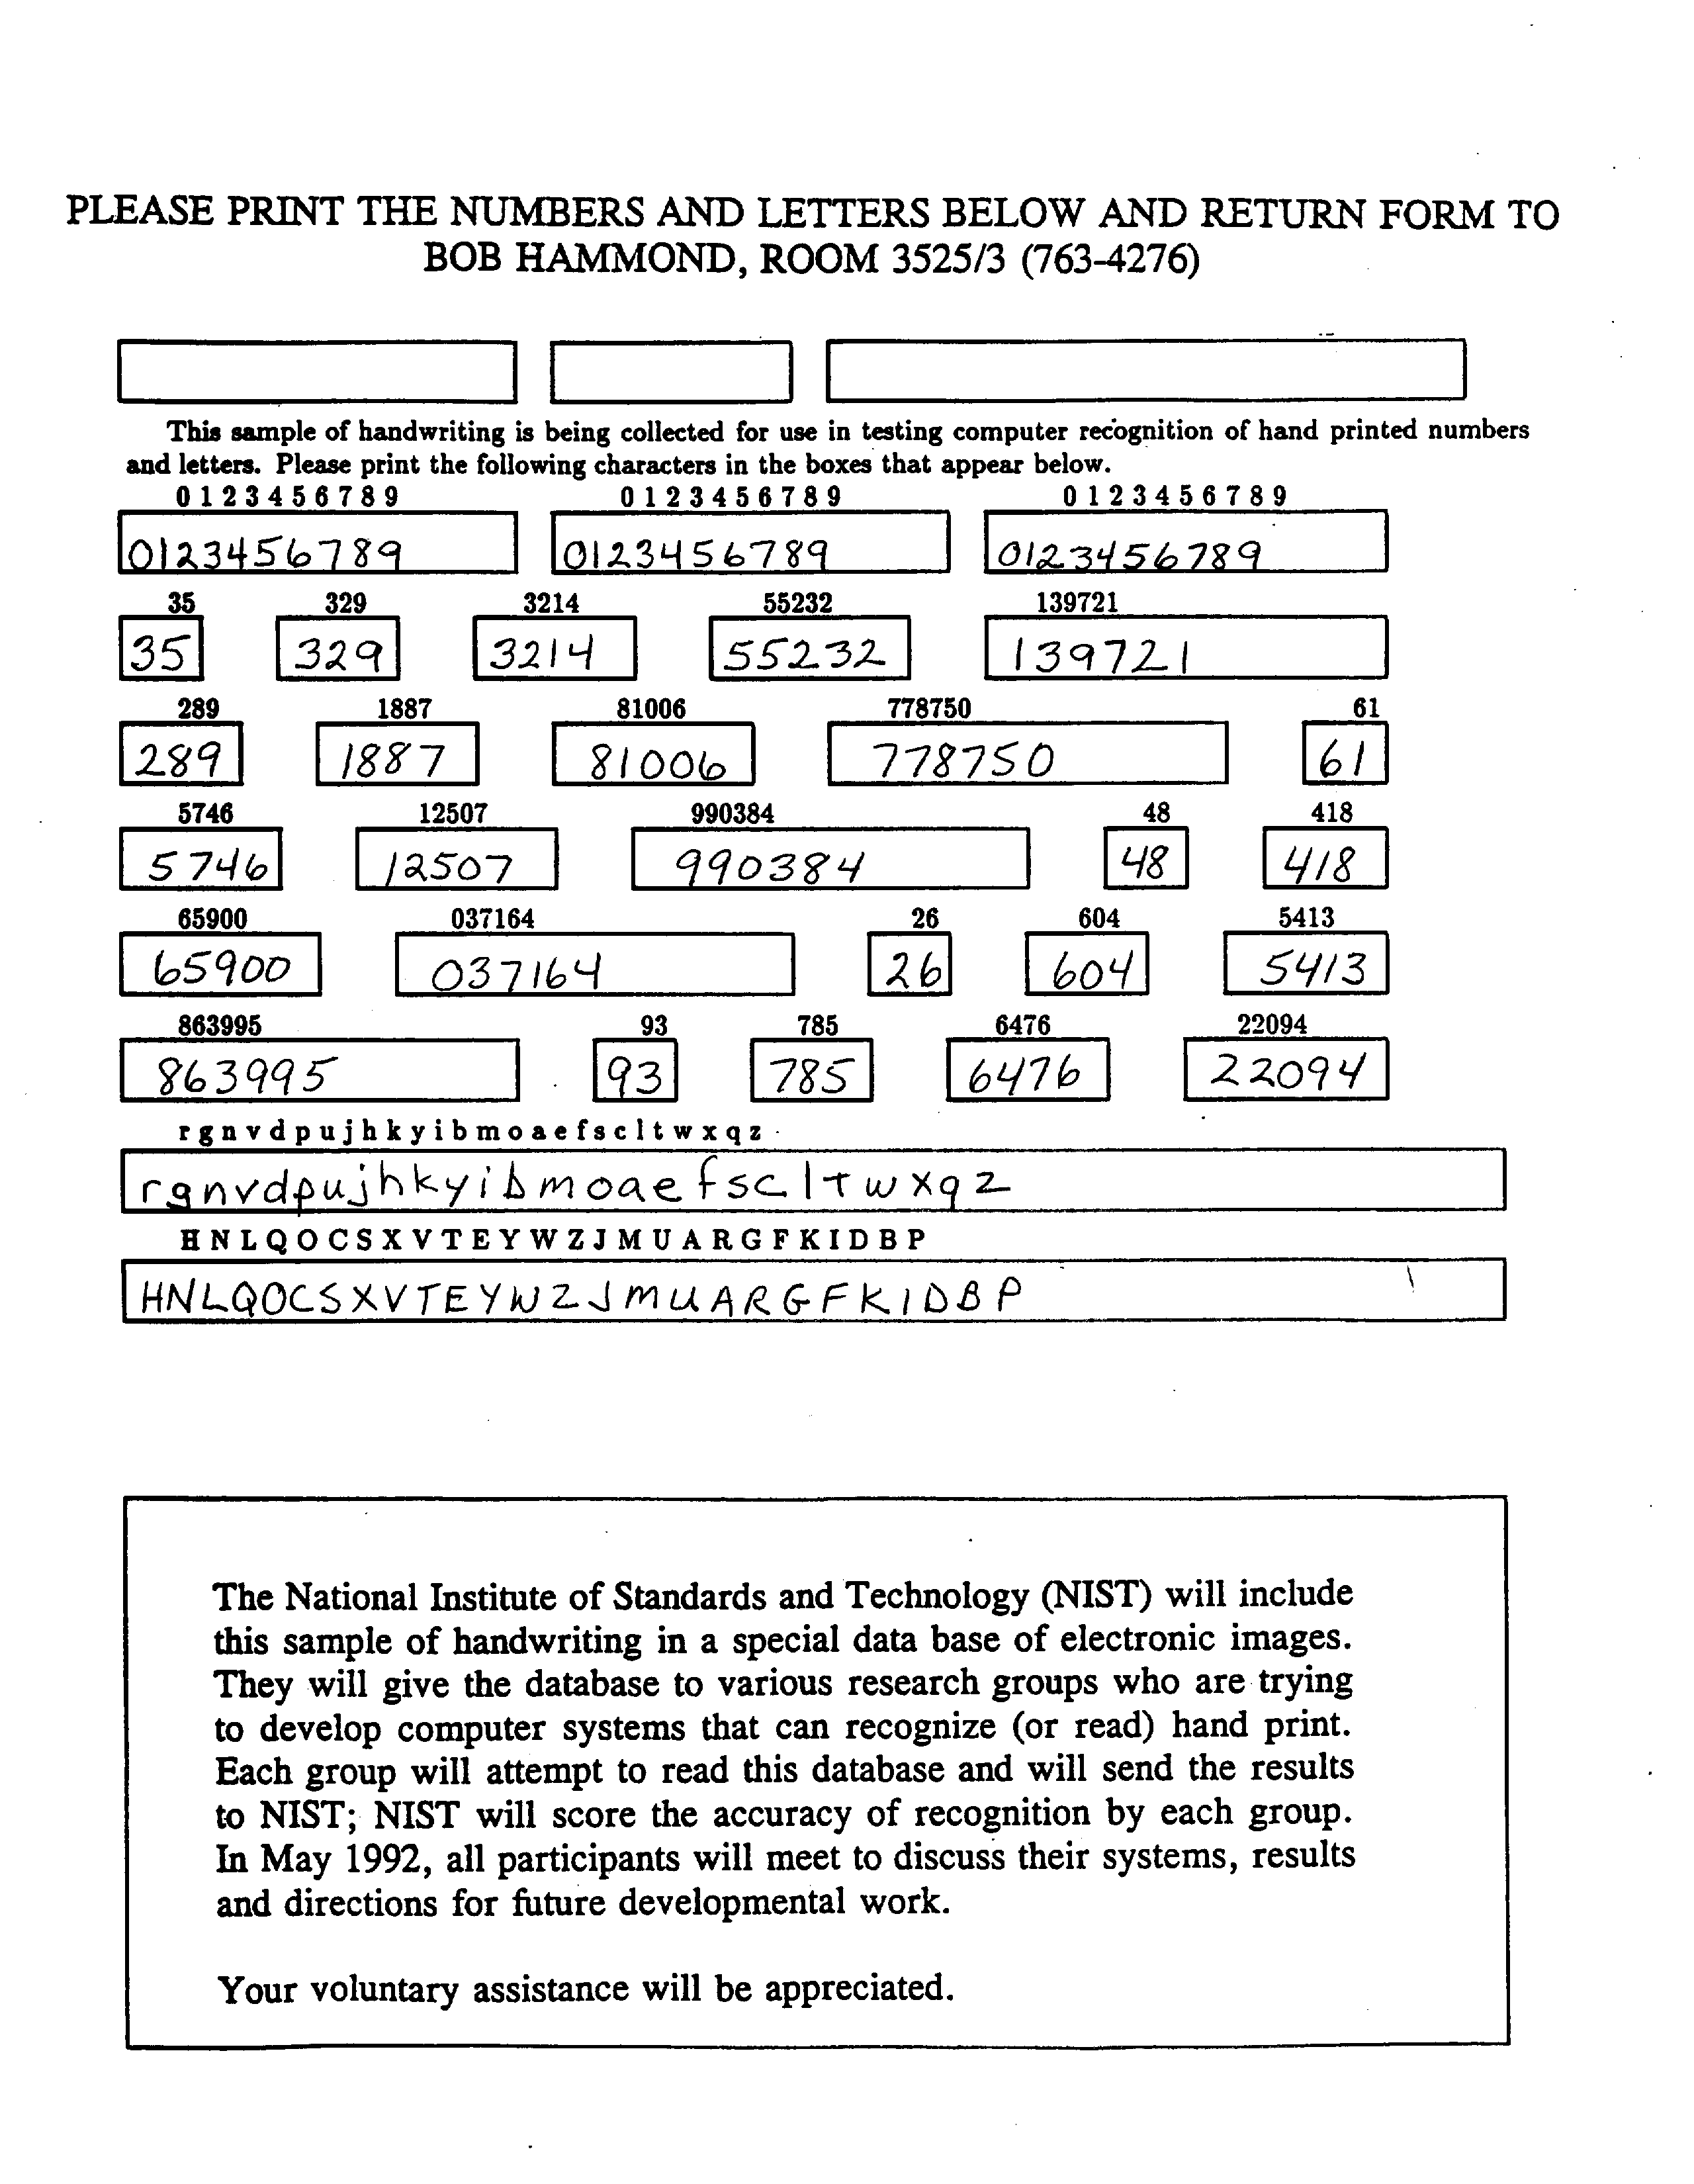 PLEASE PRINT THE NUMBERS AND LETTERS BELOW AND RETURN FORM TO
BOB HAMMOND, ROOM 3525/3 (763-4276)
This sample of handwriting is being collected for use in testing computer recognition of hand printed numbers
and letters. Please print the following characters in the boxes that appear below.
0 1 2 3 4 5 6 7 8 9 0 1 2 3 4 5 6 7 8 9 0 1 2 3 4 5 6 7 8 9
0123456789 0123456789 0123456789
35 329 3214 55232 139721
35 329 3214 55232 139721
289 1887 81006 778750 61
289 1887 81006 778750 61
5746 12507 990384 48 418
5746 12507 990384 48 418
65900 037164 26 604 5413
65900 037164 26 604 5413
863995 93 785 6476 22094
863995 93 785 6476 22094
r g n v d p u j h k y i b m o a e f s c l t w x q z
rgnvdpujhkyibmoaefscltwxqz
H N L Q O C S X V T E Y W Z J M U A R G F K I D B P
HNLQOCSXVTEYWZJMUARGFKIDBP
The National Institute of Standards and Technology (NIST) will include
this sample of handwriting in a special data base of electronic images.
They will give the database to various research groups who are trying
to develop computer systems that can recognize (or read) hand print.
Each group will attempt to read this database and will send the results
to NIST; NIST will score the accuracy of recognition by each group.
In May 1992, all participants will meet to discuss their systems, results
and directions for future developmental work.
Your voluntary assistance will be appreciated.